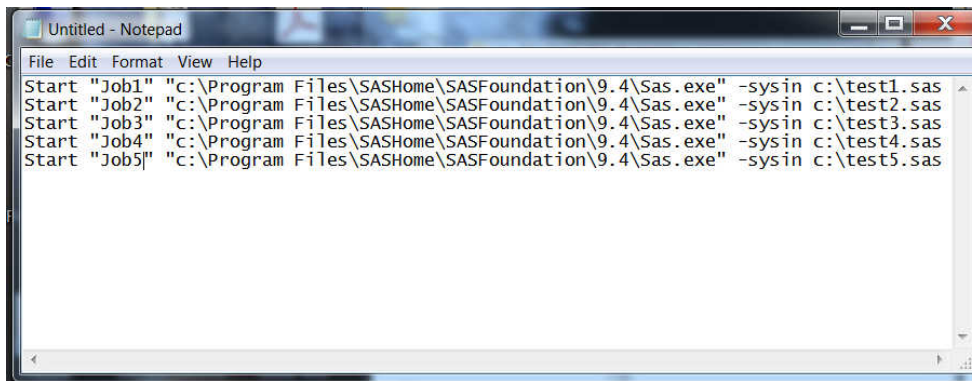 Untitled - Notepad
File Edit Format View Help
Start "Job1" "c:\Program Files\SASHome\SASFoundation\9.4\Sas.exe" -sysin c:\test1.sas
Start "Job2" "c:\Program Files\SASHome\SASFoundation\9.4\Sas.exe" -sysin c:\test2.sas
Start "Job3" "c:\Program Files\SASHome\SASFoundation\9.4\Sas.exe" -sysin c:\test3.sas
Start "Job4" "c:\Program Files\SASHome\SASFoundation\9.4\Sas.exe" -sysin c:\test4.sas
Start "Job5" "c:\Program Files\SASHome\SASFoundation\9.4\Sas.exe" -sysin c:\test5.sas